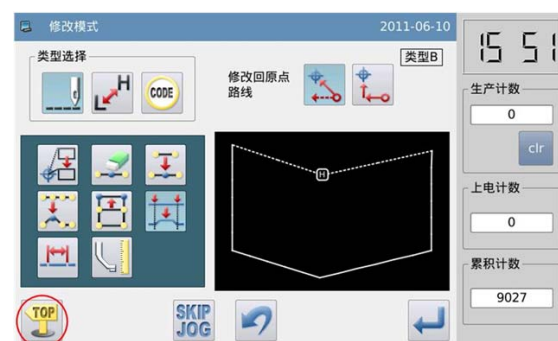 修改模式
2011-06-10
15 51
类型选择
类型B
H
CODE
修改回原点
路线
H
生产计数
0
clr
上电计数
0
累积计数
9027
TOP
SKIP
JOG